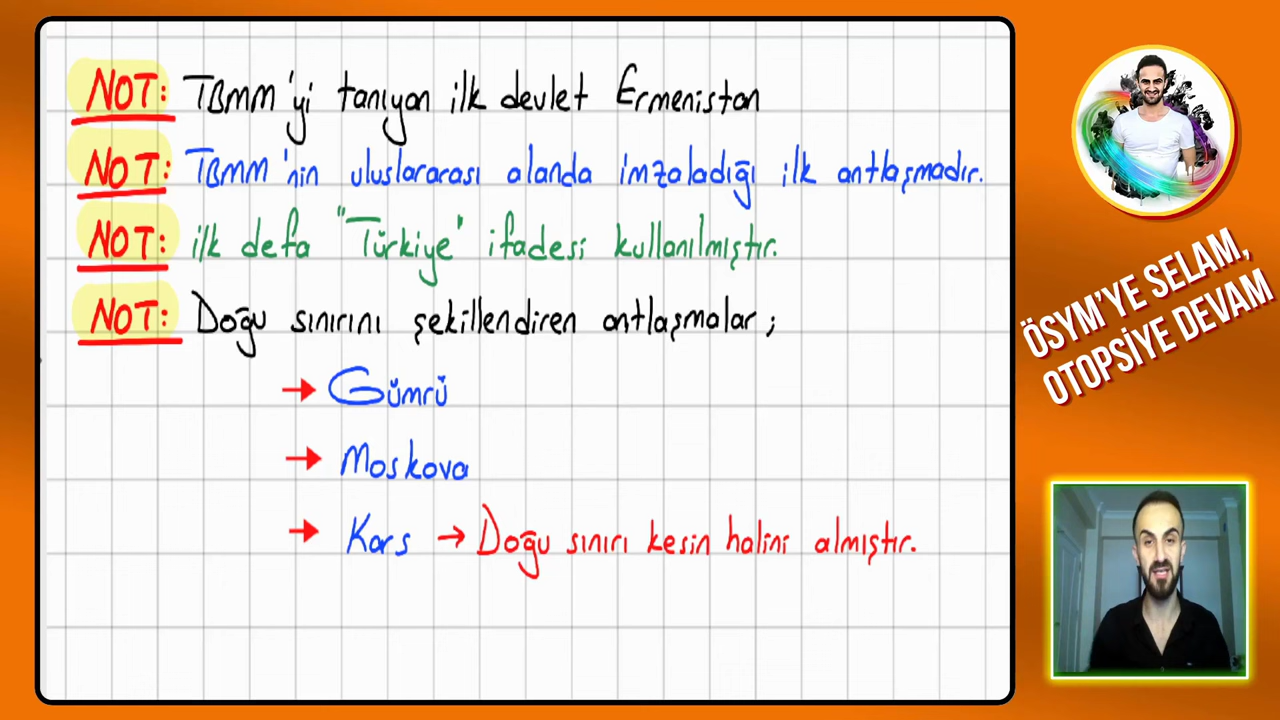 NOT: TBMM'yi tanıyan ilk devlet Ermenistan
NOT: TBMM'nin uluslararası alanda imzaladığı ilk antlaşmadır.
NOT: ilk defa "Türkiye" ifadesi kullanılmıştır.
NOT: Doğu sınırını şekillendiren antlaşmalar;
→ Gümrü
→ Moskova
→ Kars → Doğu sınırı kesin halini almıştır.
ÖSYM'YE SELAM,
OTOPSİYE DEVAM